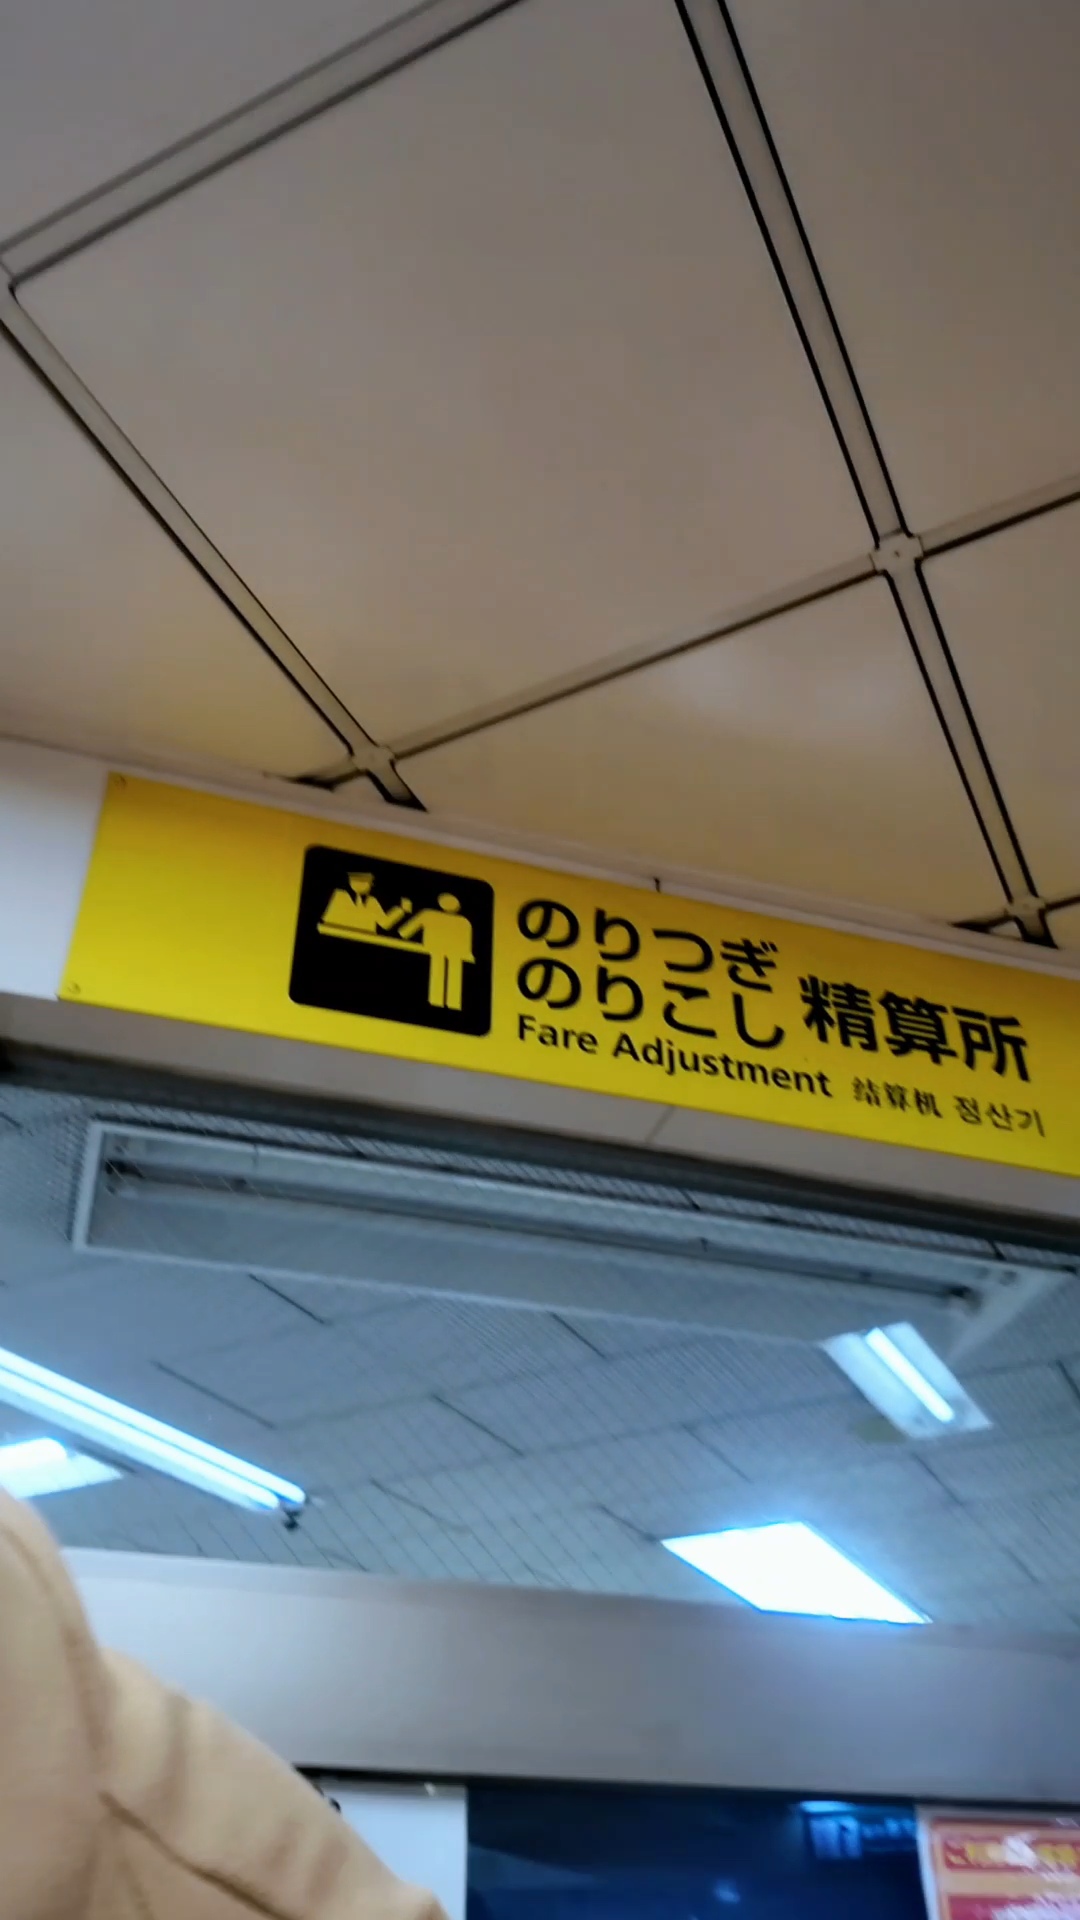 のりつぎ
のりこし 精算所
Fare Adjustment 结算机 정산기